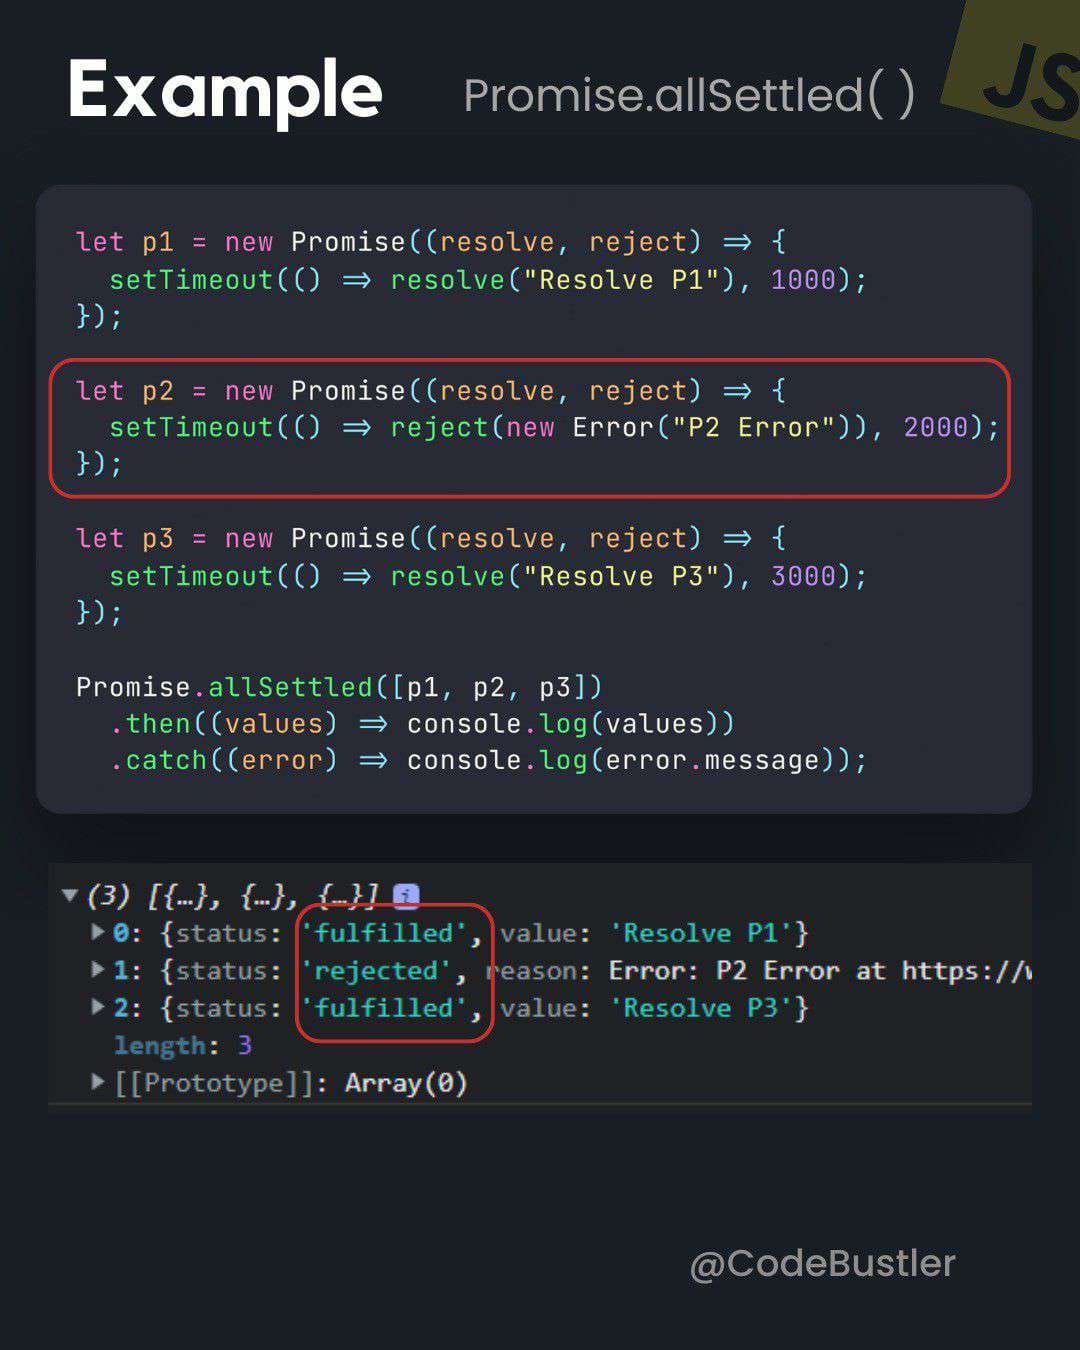 Example Promise.allSettled( )
JS
let p1 = new Promise((resolve, reject) => {
  setTimeout(() => resolve("Resolve P1"), 1000);
});
let p2 = new Promise((resolve, reject) => {
  setTimeout(() => reject(new Error("P2 Error")), 2000);
});
let p3 = new Promise((resolve, reject) => {
  setTimeout(() => resolve("Resolve P3"), 3000);
});
Promise.allSettled([p1, p2, p3])
  .then((values) => console.log(values))
  .catch((error) => console.log(error.message));
▼(3) [{…}, {…}, {…}] i
▶0: {status: 'fulfilled', value: 'Resolve P1'}
▶1: {status: 'rejected', reason: Error: P2 Error at https://
▶2: {status: 'fulfilled', value: 'Resolve P3'}
length: 3
▶[[Prototype]]: Array(0)
@CodeBustler